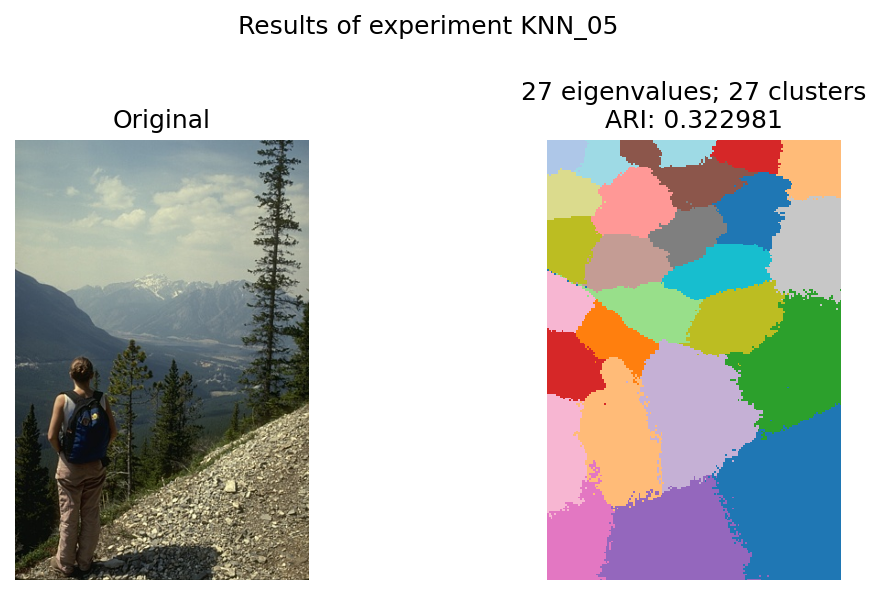 Results of experiment KNN_05
Original
27 eigenvalues; 27 clusters
ARI: 0.322981